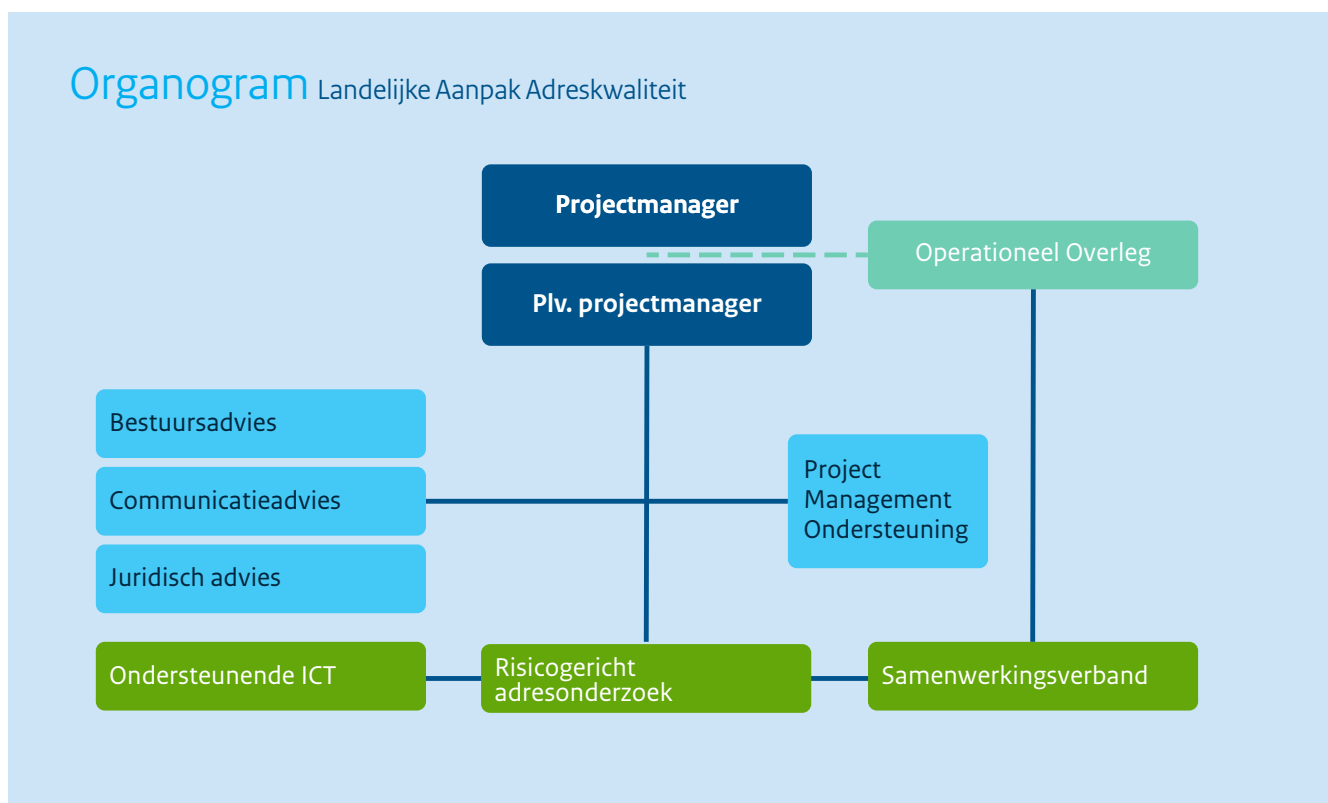 Organogram Landelijke Aanpak Adreskwaliteit
Projectmanager
Operationeel Overleg
Plv. projectmanager
Bestuursadvies
Communicatieadvies
Juridisch advies
Project
Management
Ondersteuning
Ondersteunende ICT
Risicogericht
adresonderzoek
Samenwerkingsverband